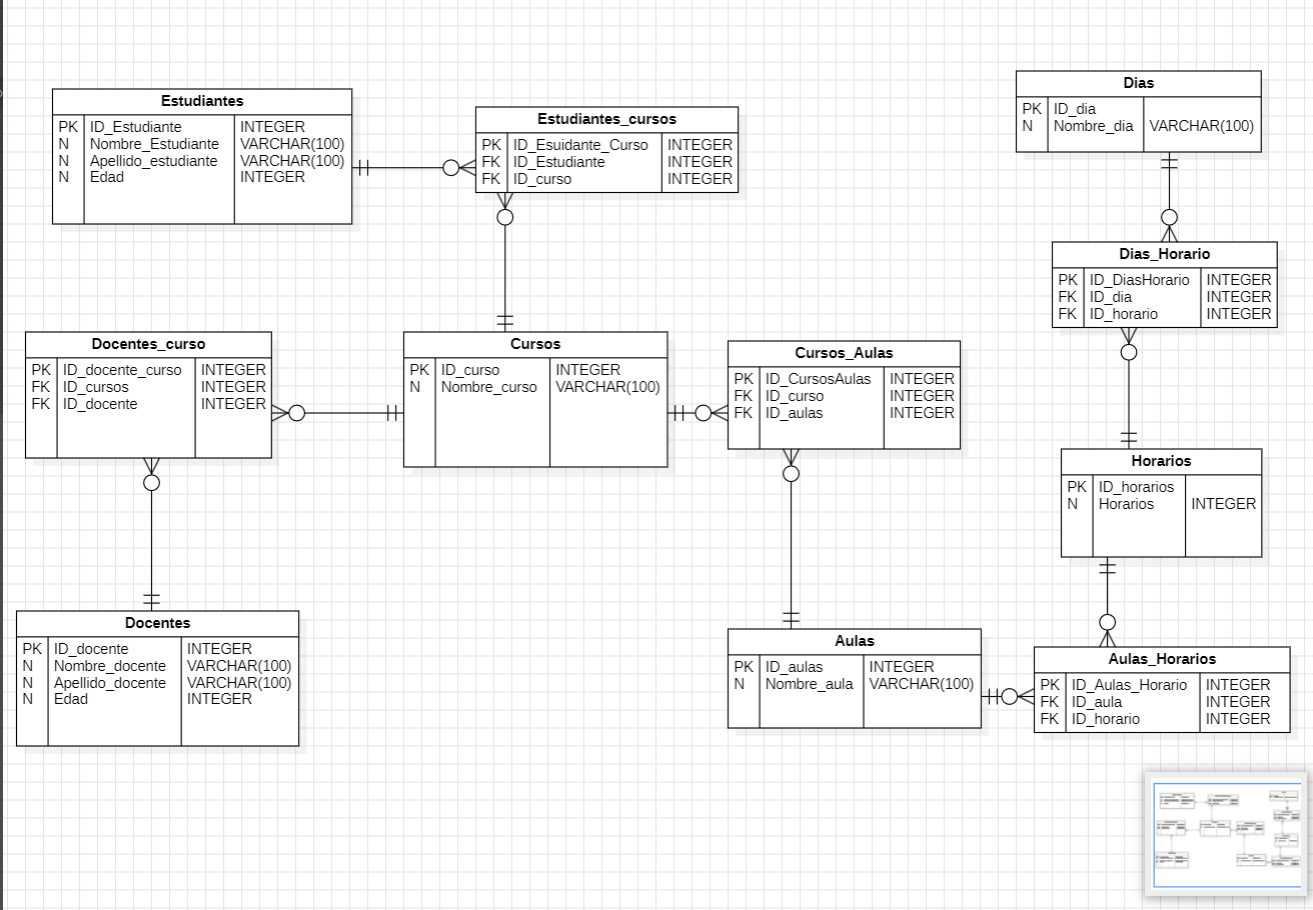 Estudiantes
PK ID_Estudiante INTEGER
N Nombre_Estudiante VARCHAR(100)
N Apellido_estudiante VARCHAR(100)
N Edad INTEGER
Estudiantes_cursos
PK ID_Esuidante_Curso INTEGER
FK ID_Estudiante INTEGER
FK ID_curso INTEGER
Dias
PK ID_dia
N Nombre_dia VARCHAR(100)
Dias_Horario
PK ID_DiasHorario INTEGER
FK ID_dia INTEGER
FK ID_horario INTEGER
Docentes_curso
PK ID_docente_curso INTEGER
FK ID_cursos INTEGER
FK ID_docente INTEGER
Cursos
PK ID_curso INTEGER
N Nombre_curso VARCHAR(100)
Cursos_Aulas
PK ID_CursosAulas INTEGER
FK ID_curso INTEGER
FK ID_aulas INTEGER
Horarios
PK ID_horarios
N Horarios INTEGER
Docentes
PK ID_docente INTEGER
N Nombre_docente VARCHAR(100)
N Apellido_docente VARCHAR(100)
N Edad INTEGER
Aulas
PK ID_aulas INTEGER
N Nombre_aula VARCHAR(100)
Aulas_Horarios
PK ID_Aulas_Horario INTEGER
FK ID_aula INTEGER
FK ID_horario INTEGER